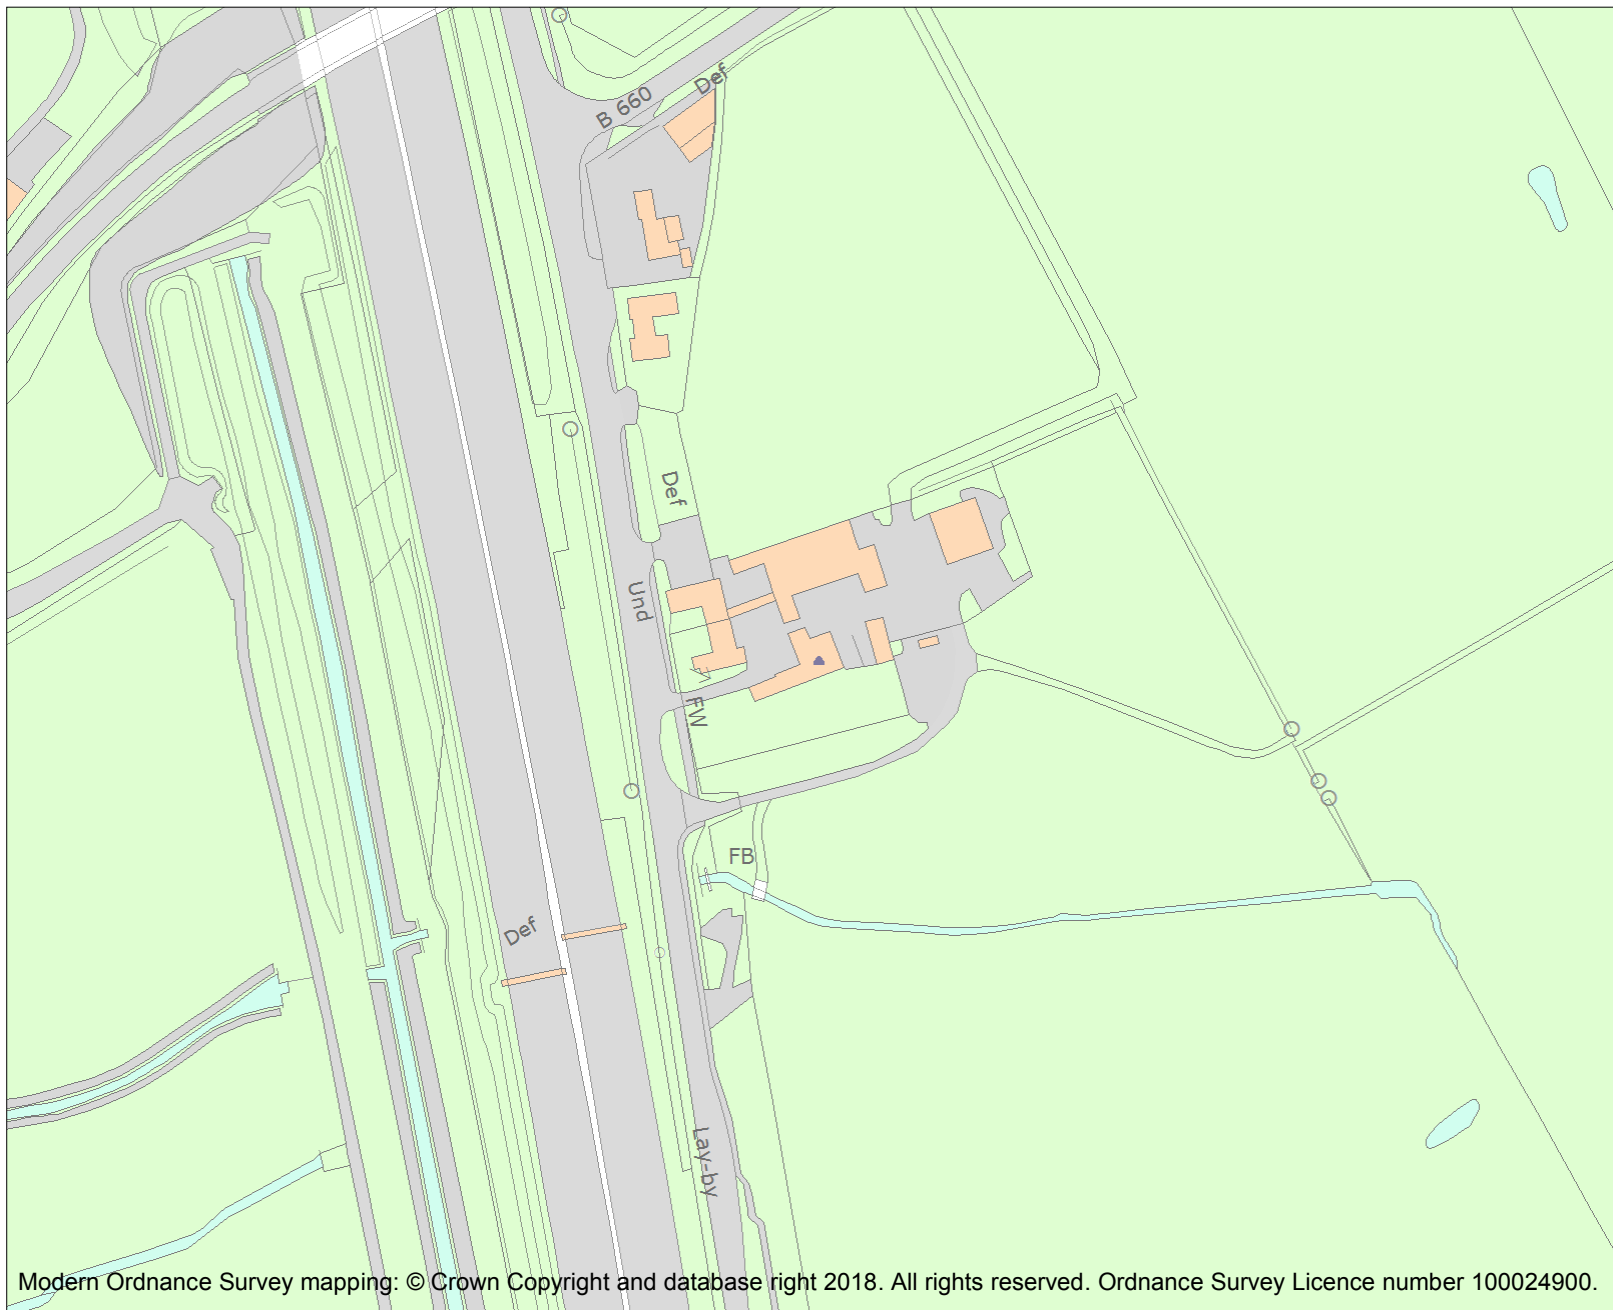 B 660
Def
Def
Und
FW
FB
Def
Lay-by
Modern Ordnance Survey mapping: © Crown Copyright and database right 2018. All rights reserved. Ordnance Survey Licence number 100024900.